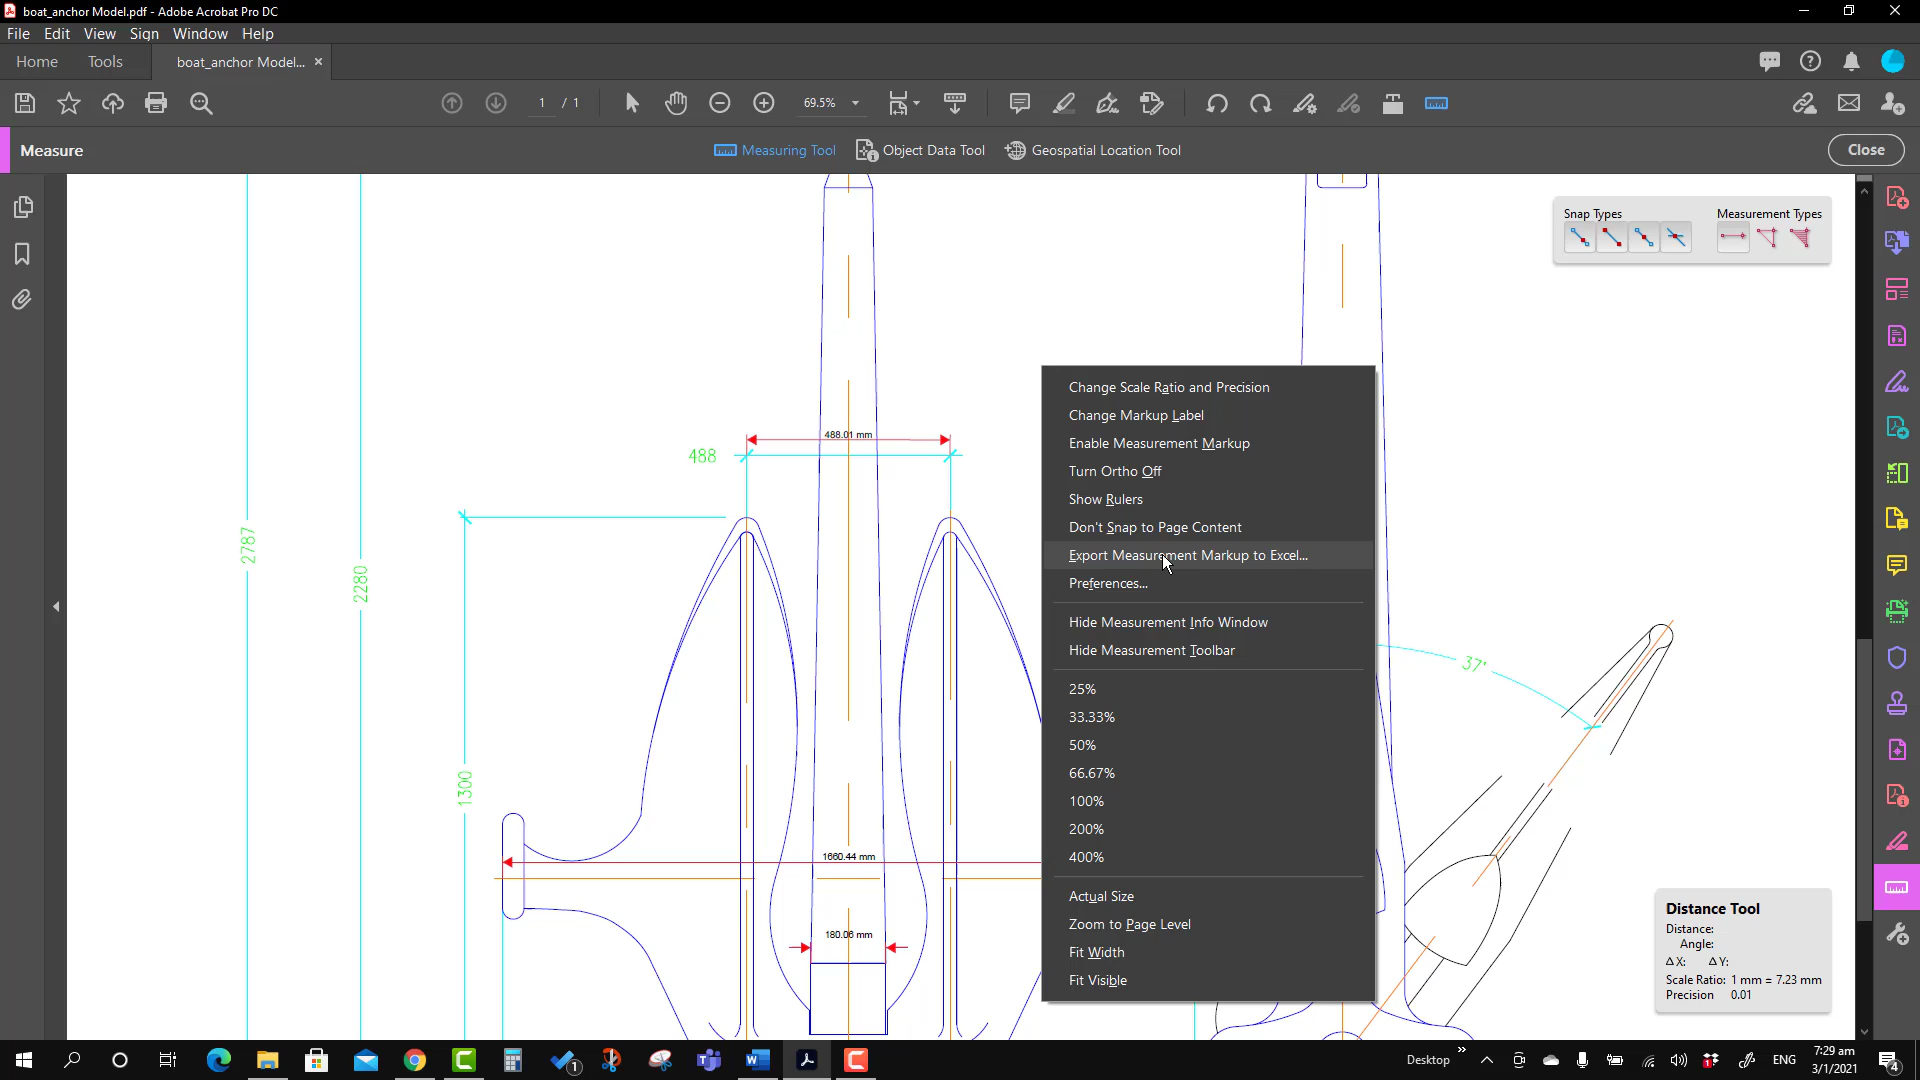 boat_anchor Model.pdf - Adobe Acrobat Pro DC
File Edit View Sign Window Help
Home Tools boat_anchor Model... ×
1 / 1 69.5%
Measure Measuring Tool Object Data Tool Geospatial Location Tool Close
Snap Types Measurement Types
488.01 mm
488
2787
2280
1300
1660.44 mm
180.06 mm
37°
Change Scale Ratio and Precision
Change Markup Label
Enable Measurement Markup
Turn Ortho Off
Show Rulers
Don't Snap to Page Content
Export Measurement Markup to Excel...
Preferences...
Hide Measurement Info Window
Hide Measurement Toolbar
25%
33.33%
50%
66.67%
100%
200%
400%
Actual Size
Zoom to Page Level
Fit Width
Fit Visible
Distance Tool
Distance:
Angle:
Δ X: Δ Y:
Scale Ratio: 1 mm = 7.23 mm
Precision 0.01
1
Desktop » ENG 7:29 am
3/1/2021
4